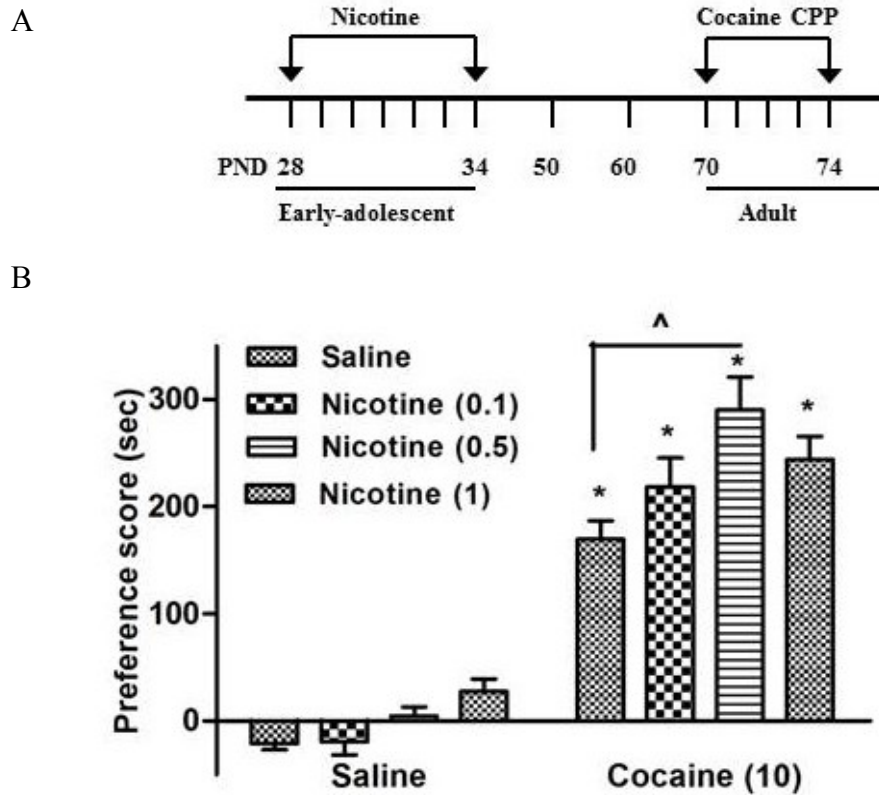 A
Nicotine
Cocaine CPP
PND 28 34 50 60 70 74
Early-adolescent
Adult
B
^
Saline
Nicotine (0.1)
Nicotine (0.5)
Nicotine (1)
* * * *
Preference score (sec)
300
200
100
0
Saline
Cocaine (10)